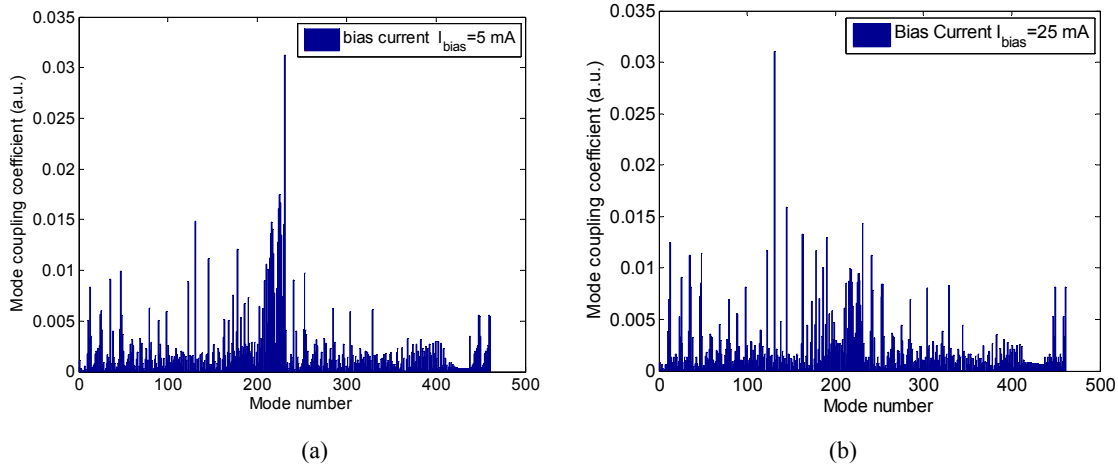 0.035
0.03
0.025
0.02
0.015
0.01
0.005
0
Mode coupling coefficient (a.u.)
bias current I_bias=5 mA
0 100 200 300 400 500
Mode number
(a)
0.035
0.03
0.025
0.02
0.015
0.01
0.005
0
Mode coupling coefficient (a.u.)
Bias Current I_bias=25 mA
0 100 200 300 400 500
Mode number
(b)